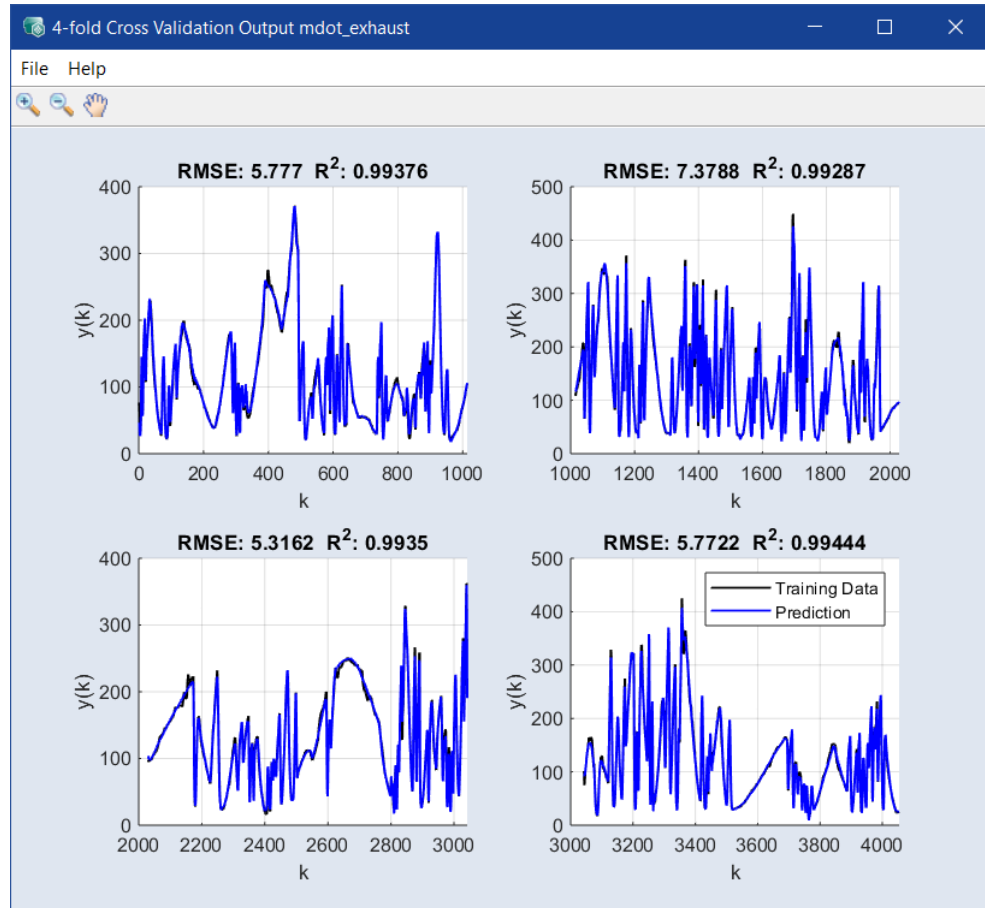 4-fold Cross Validation Output mdot_exhaust
File Help
RMSE: 5.777 R²: 0.99376
400
300
200
100
0
y(k)
0 200 400 600 800 1000
k
RMSE: 7.3788 R²: 0.99287
500
400
300
200
100
0
y(k)
1000 1200 1400 1600 1800 2000
k
RMSE: 5.3162 R²: 0.9935
400
300
200
100
0
y(k)
2000 2200 2400 2600 2800 3000
k
RMSE: 5.7722 R²: 0.99444
500
400
300
200
100
0
y(k)
Training Data
Prediction
3000 3200 3400 3600 3800 4000
k